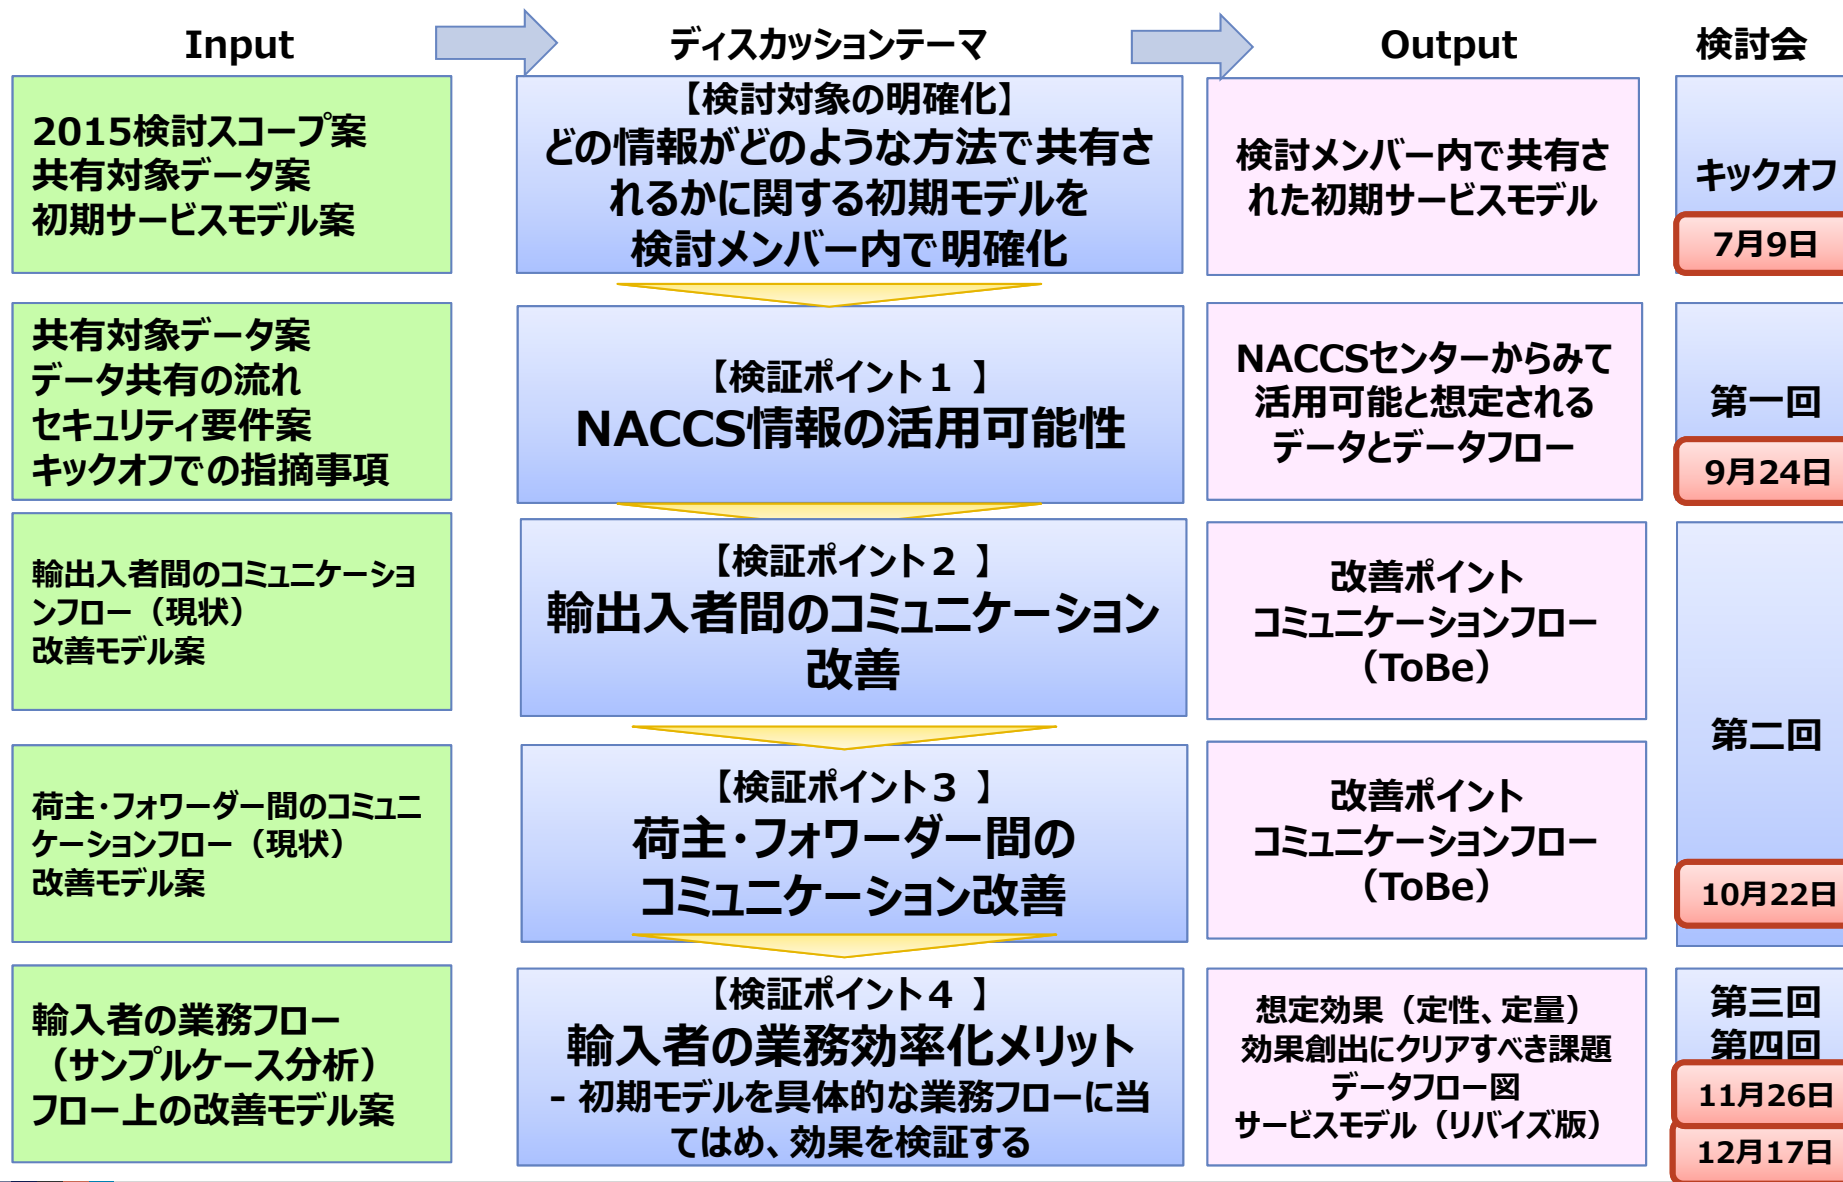 Input
ディスカッションテーマ
Output
検討会
2015検討スコープ案
共有対象データ案
初期サービスモデル案
【検討対象の明確化】
どの情報がどのような方法で共有さ
れるかに関する初期モデルを
検討メンバー内で明確化
検討メンバー内で共有さ
れた初期サービスモデル
キックオフ
7月9日
共有対象データ案
データ共有の流れ
セキュリティ要件案
キックオフでの指摘事項
【検証ポイント１ 】
NACCS情報の活用可能性
NACCSセンターからみて
活用可能と想定される
データとデータフロー
第一回
9月24日
輸出入者間のコミュニケーショ
ンフロー（現状）
改善モデル案
【検証ポイント２ 】
輸出入者間のコミュニケーション
改善
改善ポイント
コミュニケーションフロー
（ToBe）
第二回
荷主・フォワーダー間のコミュニ
ケーションフロー（現状）
改善モデル案
【検証ポイント３ 】
荷主・フォワーダー間の
コミュニケーション改善
改善ポイント
コミュニケーションフロー
（ToBe）
10月22日
輸入者の業務フロー
（サンプルケース分析）
フロー上の改善モデル案
【検証ポイント４ 】
輸入者の業務効率化メリット
- 初期モデルを具体的な業務フローに当
てはめ、効果を検証する
想定効果（定性、定量）
効果創出にクリアすべき課題
データフロー図
サービスモデル（リバイズ版）
第三回
第四回
11月26日
12月17日